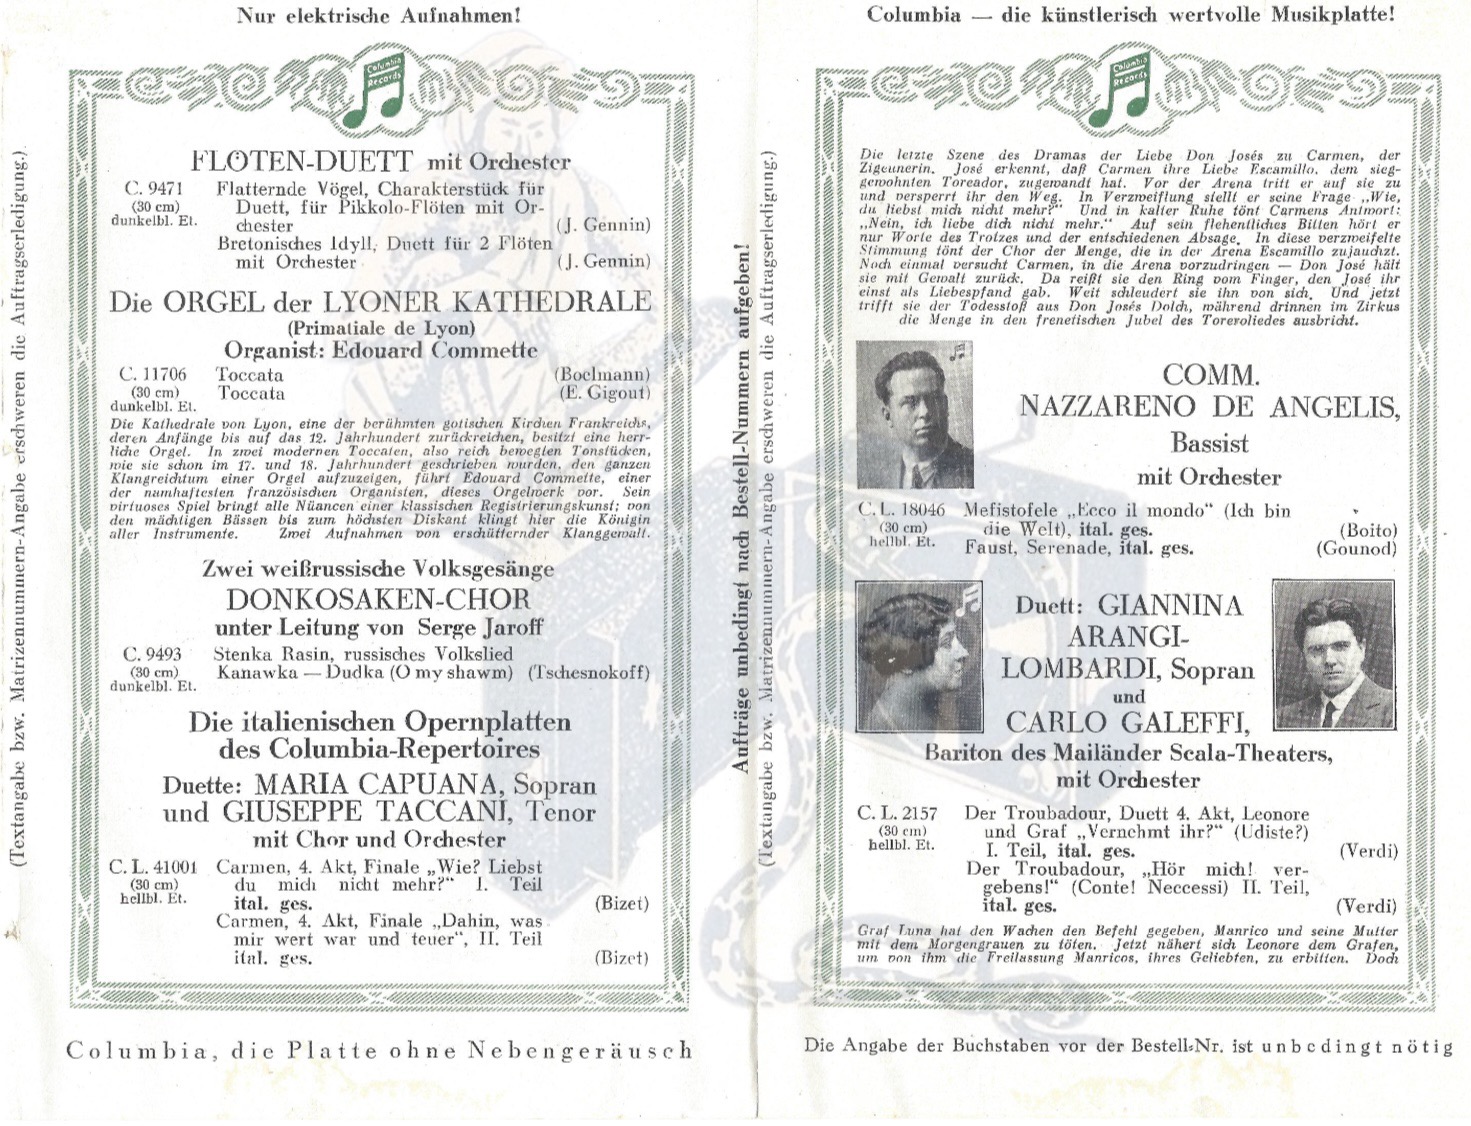 Nur elektrische Aufnahmen!
Columbia Records
FLÖTEN-DUETT mit Orchester
C. 9471 Flatternde Vögel, Charakterstück für
(30 cm) Duett, für Pikkolo-Flöten mit Or-
dunkelbl. Et. chester (J. Gennin)
Bretonisches Idyll, Duett für 2 Flöten
mit Orchester (J. Gennin)
Die ORGEL der LYONER KATHEDRALE
(Primatiale de Lyon)
Organist: Edouard Commette
C. 11706 Toccata (Boelmann)
(30 cm) Toccata (E. Gigout)
dunkelbl. Et.
Die Kathedrale von Lyon, eine der berühmten gotischen Kirchen Frankreichs,
deren Anfänge bis auf das 12. Jahrhundert zurückreichen, besitzt eine herr-
liche Orgel. In zwei modernen Toccaten, also reich bewegten Tonstücken,
wie sie schon im 17. und 18. Jahrhundert geschrieben wurden, den ganzen
Klangreichtum einer Orgel aufzuzeigen, führt Edouard Commette, einer
der namhaftesten französischen Organisten, dieses Orgelwerk vor. Sein
virtuoses Spiel bringt alle Nüancen einer klassischen Registrierungskunst; von
den mächtigen Bässen bis zum höchsten Diskant klingt hier die Königin
aller Instrumente. Zwei Aufnahmen von erschütternder Klanggewalt.
Zwei weißrussische Volksgesänge
DONKOSAKEN-CHOR
unter Leitung von Serge Jaroff
C. 9493 Stenka Rasin, russisches Volkslied
(30 cm) Kanawka — Dudka (O my shawm) (Tschesnokoff)
dunkelbl. Et.
Die italienischen Opernplatten
des Columbia-Repertoires
Duette: MARIA CAPUANA, Sopran
und GIUSEPPE TACCANI, Tenor
mit Chor und Orchester
C. L. 41001 Carmen, 4. Akt, Finale „Wie? Liebst
(30 cm) du mich nicht mehr?“ I. Teil
hellbl. Et. ital. ges. (Bizet)
Carmen, 4. Akt, Finale „Dahin, was
mir wert war und teuer“, II. Teil
ital. ges. (Bizet)
Columbia, die Platte ohne Nebengeräusch
(Textangabe bzw. Matrizennummern-Angabe erschweren die Auftragserledigung.)
Aufträge unbedingt nach Bestell-Nummern aufgeben!
(Textangabe bzw. Matrizennummern-Angabe erschweren die Auftragserledigung.)
Columbia — die künstlerisch wertvolle Musikplatte!
Columbia Records
Die letzte Szene des Dramas der Liebe Don Josés zu Carmen, der
Zigeunerin. José erkennt, daß Carmen ihre Liebe Escamillo, dem sieg-
gewohnten Toreador, zugewandt hat. Vor der Arena tritt er auf sie zu
und versperrt ihr den Weg. In Verzweiflung stellt er seine Frage „Wie,
du liebst mich nicht mehr?“ Und in kalter Ruhe tönt Carmens Antwort:
„Nein, ich liebe dich nicht mehr.“ Auf sein flehentliches Bitten hört er
nur Worte des Trotzes und der entschiedenen Absage. In diese verzweifelte
Stimmung tönt der Chor der Menge, die in der Arena Escamillo zujauchzt.
Noch einmal versucht Carmen, in die Arena vorzudringen — Don José hält
sie mit Gewalt zurück. Da reißt sie den Ring vom Finger, den José ihr
einst als Liebespfand gab. Weit schleudert sie ihn von sich. Und jetzt
trifft sie der Todesstoß aus Don Josés Dolch, während drinnen im Zirkus
die Menge in den frenetischen Jubel des Toreroliedes ausbricht.
COMM.
NAZZARENO DE ANGELIS,
Bassist
mit Orchester
C. L. 18046 Mefistofele „Ecco il mondo“ (Ich bin
(30 cm) die Welt), ital. ges. (Boito)
hellbl. Et. Faust, Serenade, ital. ges. (Gounod)
Duett: GIANNINA
ARANGI-
LOMBARDI, Sopran
und
CARLO GALEFFI,
Bariton des Mailänder Scala-Theaters,
mit Orchester
C. L. 2157 Der Troubadour, Duett 4. Akt, Leonore
(30 cm) und Graf „Vernehmt ihr?“ (Udiste?)
hellbl. Et. I. Teil, ital. ges. (Verdi)
Der Troubadour, „Hör mich! ver-
gebens!“ (Conte! Neccessi) II. Teil,
ital. ges. (Verdi)
Graf Luna hat den Wachen den Befehl gegeben, Manrico und seine Mutter
mit dem Morgengrauen zu töten. Jetzt nähert sich Leonore dem Grafen,
um von ihm die Freilassung Manricos, ihres Geliebten, zu erbitten. Doch
Die Angabe der Buchstaben vor der Bestell-Nr. ist unbedingt nötig